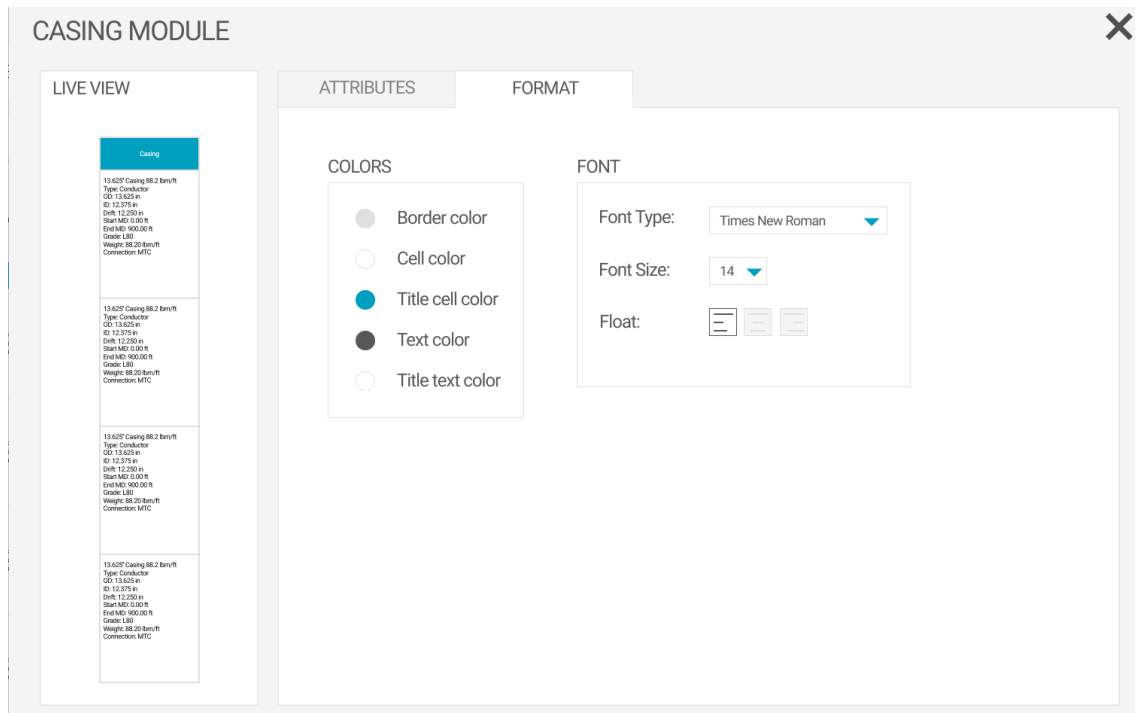 CASING MODULE
LIVE VIEW
Casing
13.625" Casing 88.2 lbm/ft
Type: Conductor
OD: 13.625 in
ID: 12.375 in
Drift: 12.250 in
Start MD: 0.00 ft
End MD: 900.00 ft
Grade: L80
Weight: 88.20 lbm/ft
Connection: MTC
13.625" Casing 88.2 lbm/ft
Type: Conductor
OD: 13.625 in
ID: 12.375 in
Drift: 12.250 in
Start MD: 0.00 ft
End MD: 900.00 ft
Grade: L80
Weight: 88.20 lbm/ft
Connection: MTC
13.625" Casing 88.2 lbm/ft
Type: Conductor
OD: 13.625 in
ID: 12.375 in
Drift: 12.250 in
Start MD: 0.00 ft
End MD: 900.00 ft
Grade: L80
Weight: 88.20 lbm/ft
Connection: MTC
13.625" Casing 88.2 lbm/ft
Type: Conductor
OD: 13.625 in
ID: 12.375 in
Drift: 12.250 in
Start MD: 0.00 ft
End MD: 900.00 ft
Grade: L80
Weight: 88.20 lbm/ft
Connection: MTC
ATTRIBUTES
FORMAT
COLORS
Border color
Cell color
Title cell color
Text color
Title text color
FONT
Font Type: Times New Roman
Font Size: 14
Float: